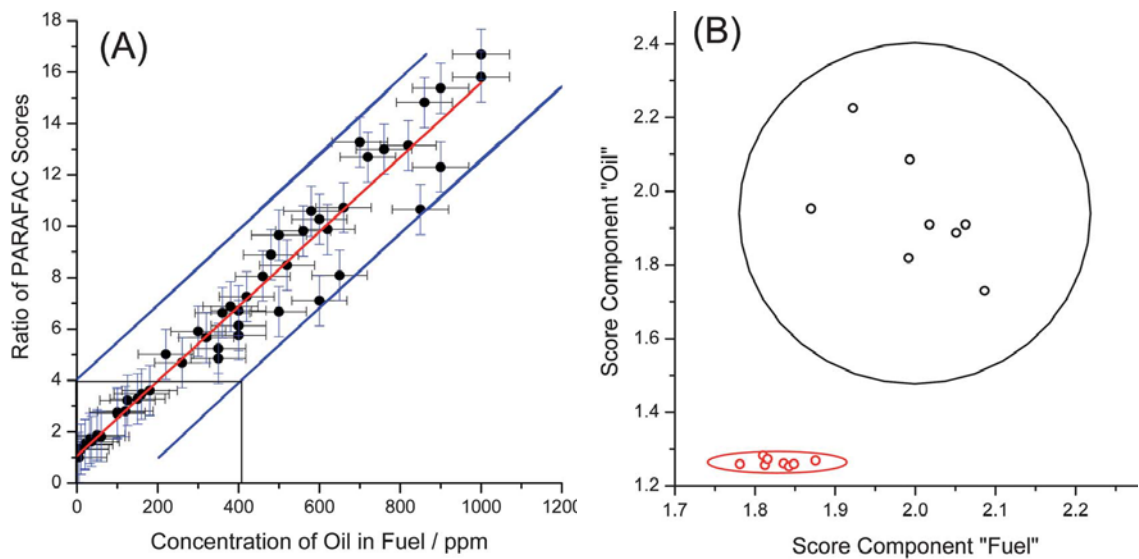 (A)
Ratio of PARAFAC Scores
18
16
14
12
10
8
6
4
2
0
0 200 400 600 800 1000 1200
Concentration of Oil in Fuel / ppm
(B)
Score Component "Oil"
2.4
2.2
2.0
1.8
1.6
1.4
1.2
1.7 1.8 1.9 2.0 2.1 2.2
Score Component "Fuel"